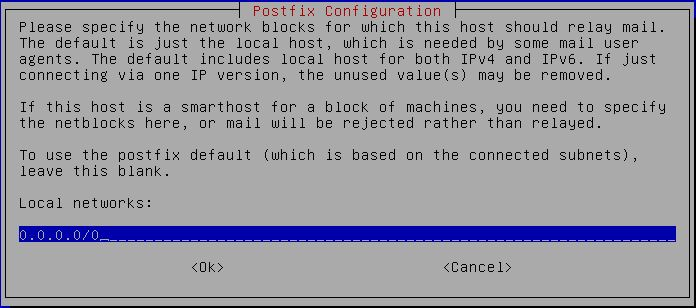 Postfix Configuration
Please specify the network blocks for which this host should relay mail.
The default is just the local host, which is needed by some mail user
agents. The default includes local host for both IPv4 and IPv6. If just
connecting via one IP version, the unused value(s) may be removed.
If this host is a smarthost for a block of machines, you need to specify
the netblocks here, or mail will be rejected rather than relayed.
To use the postfix default (which is based on the connected subnets),
leave this blank.
Local networks:
0.0.0.0/0
<Ok> <Cancel>